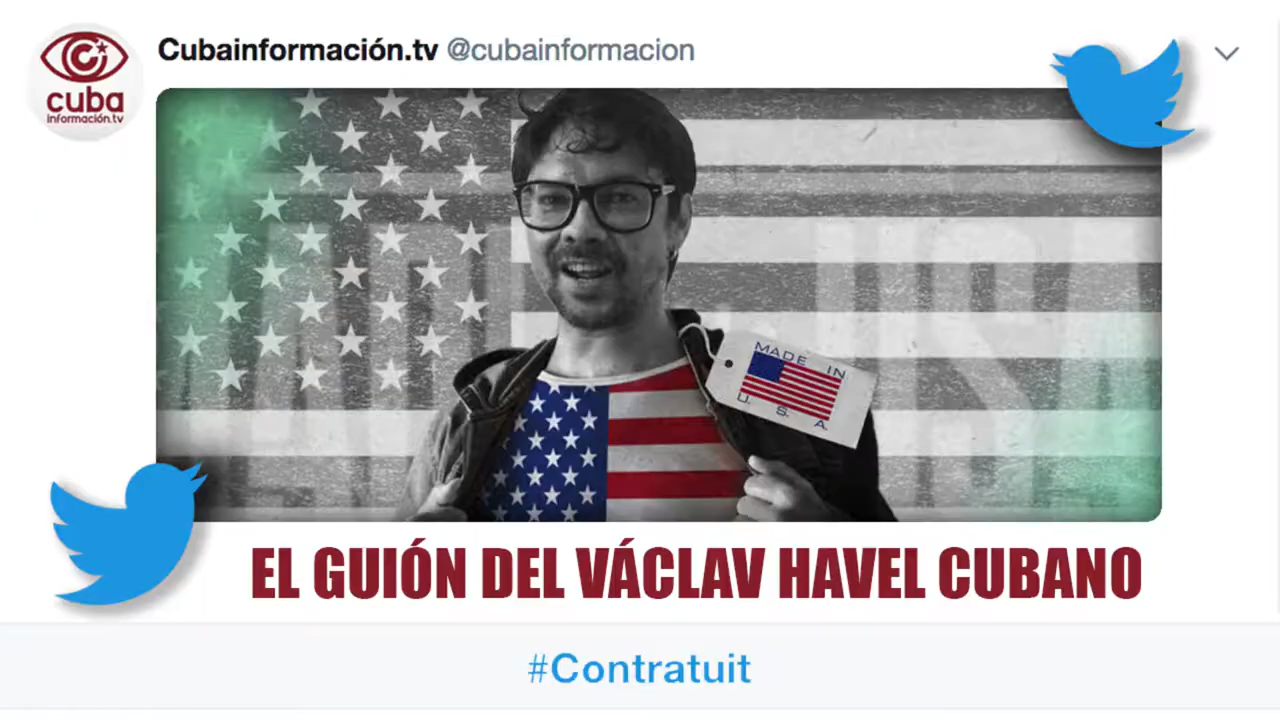 Cubainformación.tv @cubainformacion
cuba
información.tv
MADE IN
U. S. A.
EL GUIÓN DEL VÁCLAV HAVEL CUBANO
#Contratuit